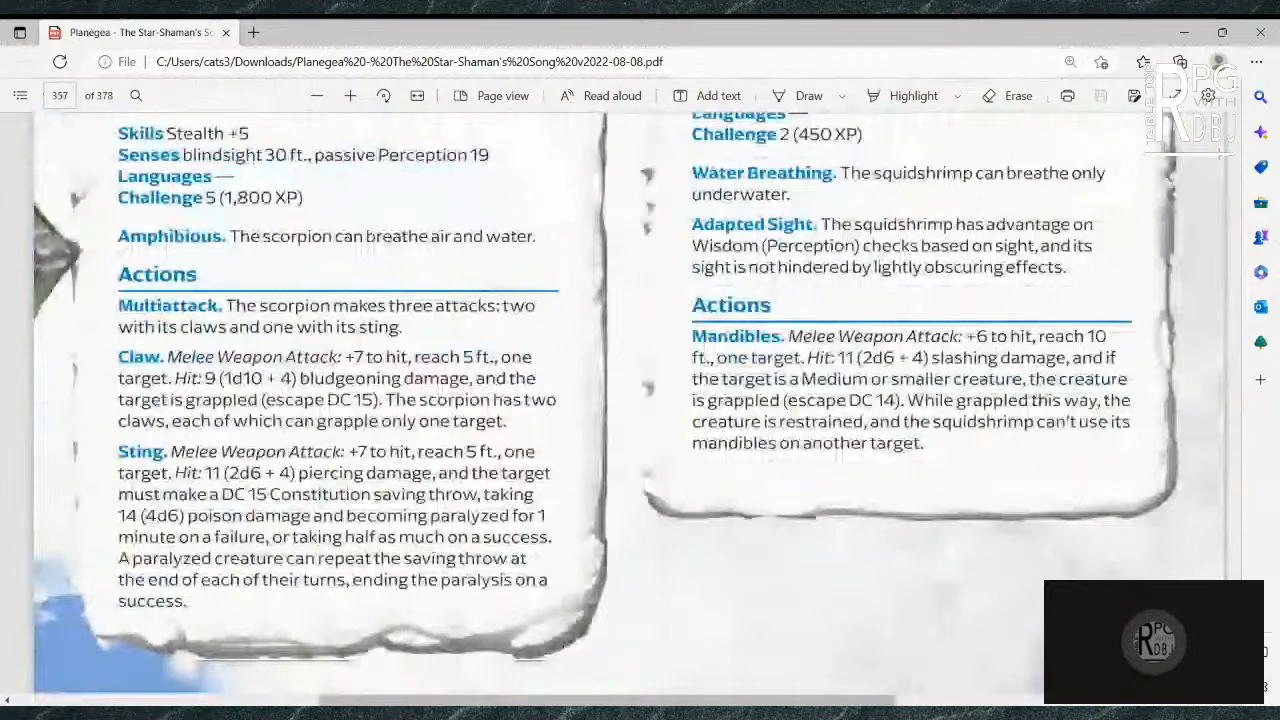 Planegea - The Star-Shaman's So
File
C:/Users/cats3/Downloads/Planegea%20-%20The%20Star-Shaman's%20Song%20v2022-08-08.pdf
357 of 378
Page view
Read aloud
Add text
Draw
Highlight
Erase
Skills Stealth +5
Senses blindsight 30 ft., passive Perception 19
Languages —
Challenge 5 (1,800 XP)
Amphibious. The scorpion can breathe air and water.
Actions
Multiattack. The scorpion makes three attacks: two
with its claws and one with its sting.
Claw. Melee Weapon Attack: +7 to hit, reach 5 ft., one
target. Hit: 9 (1d10 + 4) bludgeoning damage, and the
target is grappled (escape DC 15). The scorpion has two
claws, each of which can grapple only one target.
Sting. Melee Weapon Attack: +7 to hit, reach 5 ft., one
target. Hit: 11 (2d6 + 4) piercing damage, and the target
must make a DC 15 Constitution saving throw, taking
14 (4d6) poison damage and becoming paralyzed for 1
minute on a failure, or taking half as much on a success.
A paralyzed creature can repeat the saving throw at
the end of each of their turns, ending the paralysis on a
success.
Languages —
Challenge 2 (450 XP)
Water Breathing. The squidshrimp can breathe only
underwater.
Adapted Sight. The squidshrimp has advantage on
Wisdom (Perception) checks based on sight, and its
sight is not hindered by lightly obscuring effects.
Actions
Mandibles. Melee Weapon Attack: +6 to hit, reach 10
ft., one target. Hit: 11 (2d6 + 4) slashing damage, and if
the target is a Medium or smaller creature, the creature
is grappled (escape DC 14). While grappled this way, the
creature is restrained, and the squidshrimp can't use its
mandibles on another target.
TABLE TOP
RPG
WITH
RDBJ
RPG
WITH
RDBJ